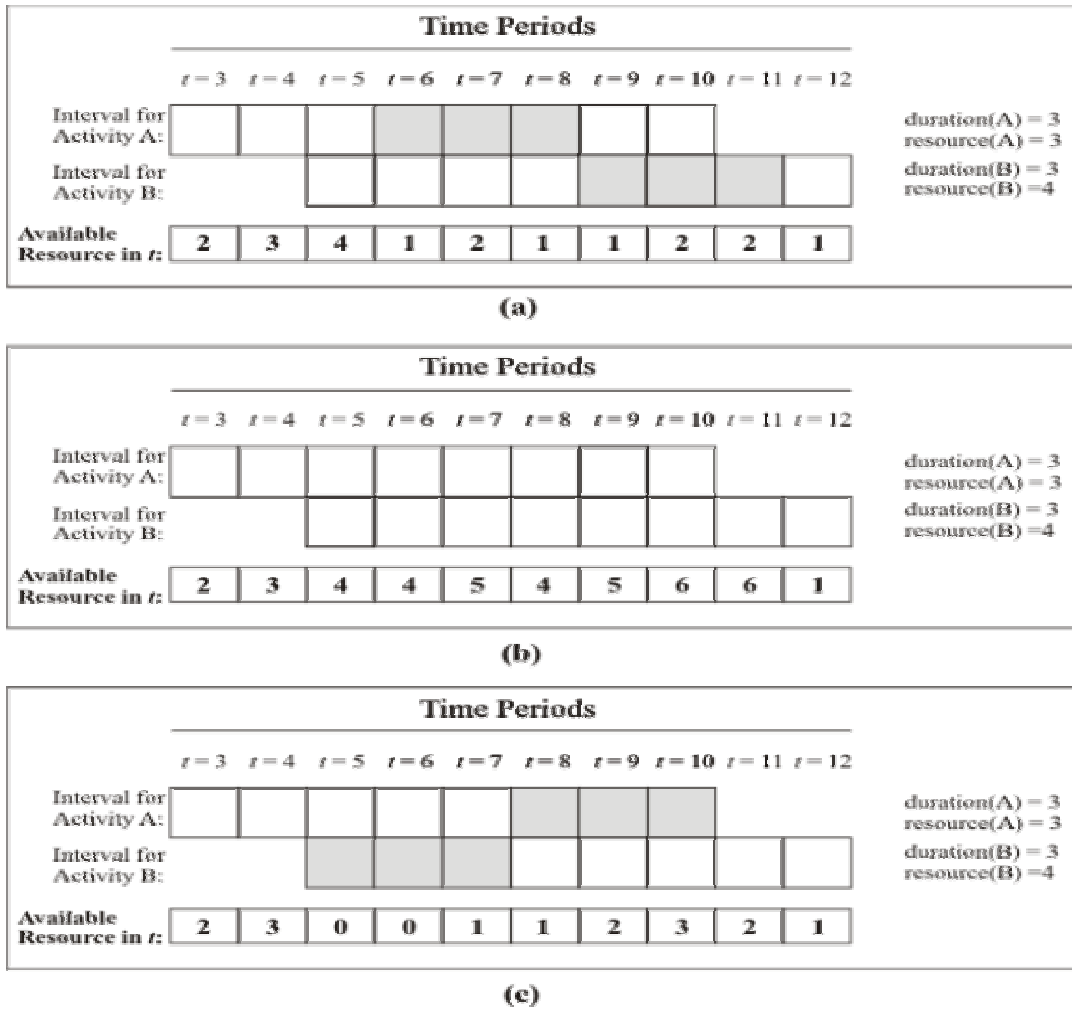 Time Periods
t = 3 t = 4 t = 5 t = 6 t = 7 t = 8 t = 9 t = 10 t = 11 t = 12
Interval for
Activity A:
duration(A) = 3
resource(A) = 3
Interval for
Activity B:
duration(B) = 3
resource(B) =4
Available
Resource in t: 2 3 4 1 2 1 1 2 2 1
(a)
Time Periods
t = 3 t = 4 t = 5 t = 6 t = 7 t = 8 t = 9 t = 10 t = 11 t = 12
Interval for
Activity A:
duration(A) = 3
resource(A) = 3
Interval for
Activity B:
duration(B) = 3
resource(B) =4
Available
Resource in t: 2 3 4 4 5 4 5 6 6 1
(b)
Time Periods
t = 3 t = 4 t = 5 t = 6 t = 7 t = 8 t = 9 t = 10 t = 11 t = 12
Interval for
Activity A:
duration(A) = 3
resource(A) = 3
Interval for
Activity B:
duration(B) = 3
resource(B) =4
Available
Resource in t: 2 3 0 0 1 1 2 3 2 1
(c)